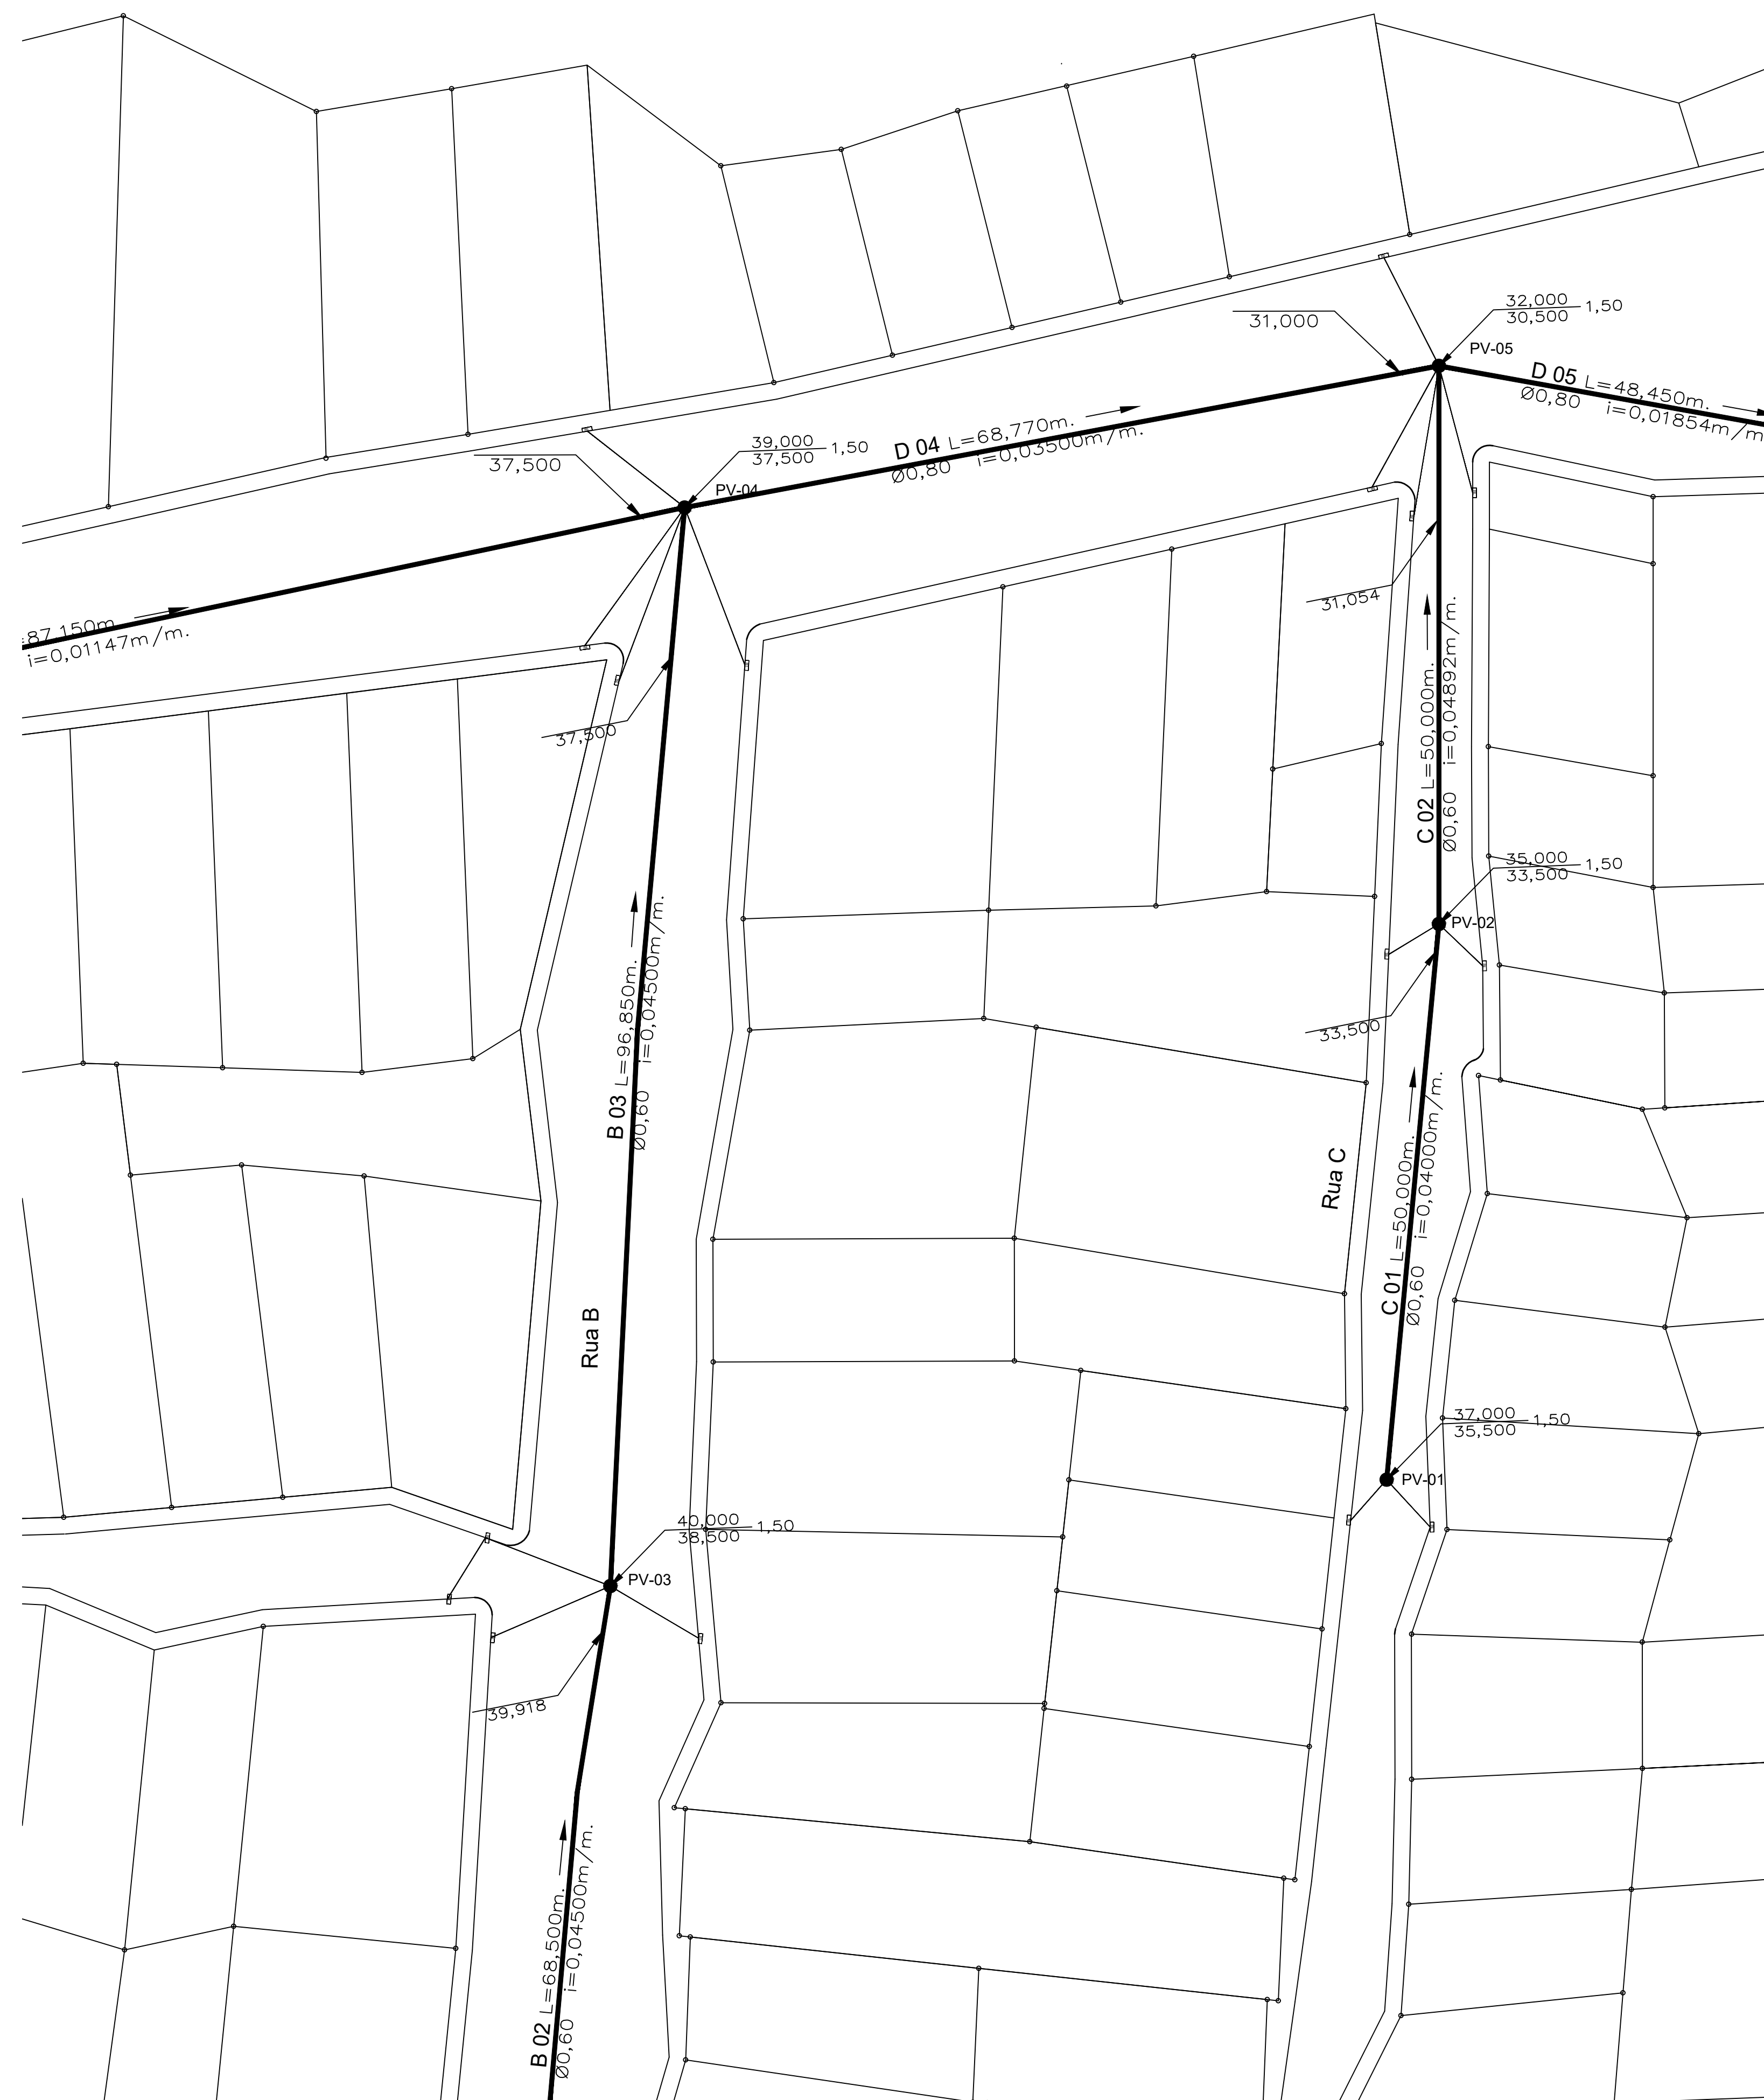 32,000
30,500
1,50
31,000
PV-05
D 05 L=48,450m.
Ø0,80 i=0,01854m/m
39,000
37,500
1,50
D 04 L=68,770m.
Ø0,80 i=0,03500m/m.
37,500
PV-04
31,054
=87,150m.
i=0,01147m/m.
37,500
C 02 L=50,000m.
Ø0,60 i=0,04892m/m.
35,000
33,500
1,50
PV-02
33,500
B 03 L=96,850m.
Ø0,60 i=0,04500m/m.
Rua C
C 01 L=50,000m.
Ø0,60 i=0,04000m/m.
Rua B
37,000
35,500
1,50
PV-01
40,000
38,500
1,50
PV-03
39,918
B 02 L=68,500m.
Ø0,60 i=0,04500m/m.